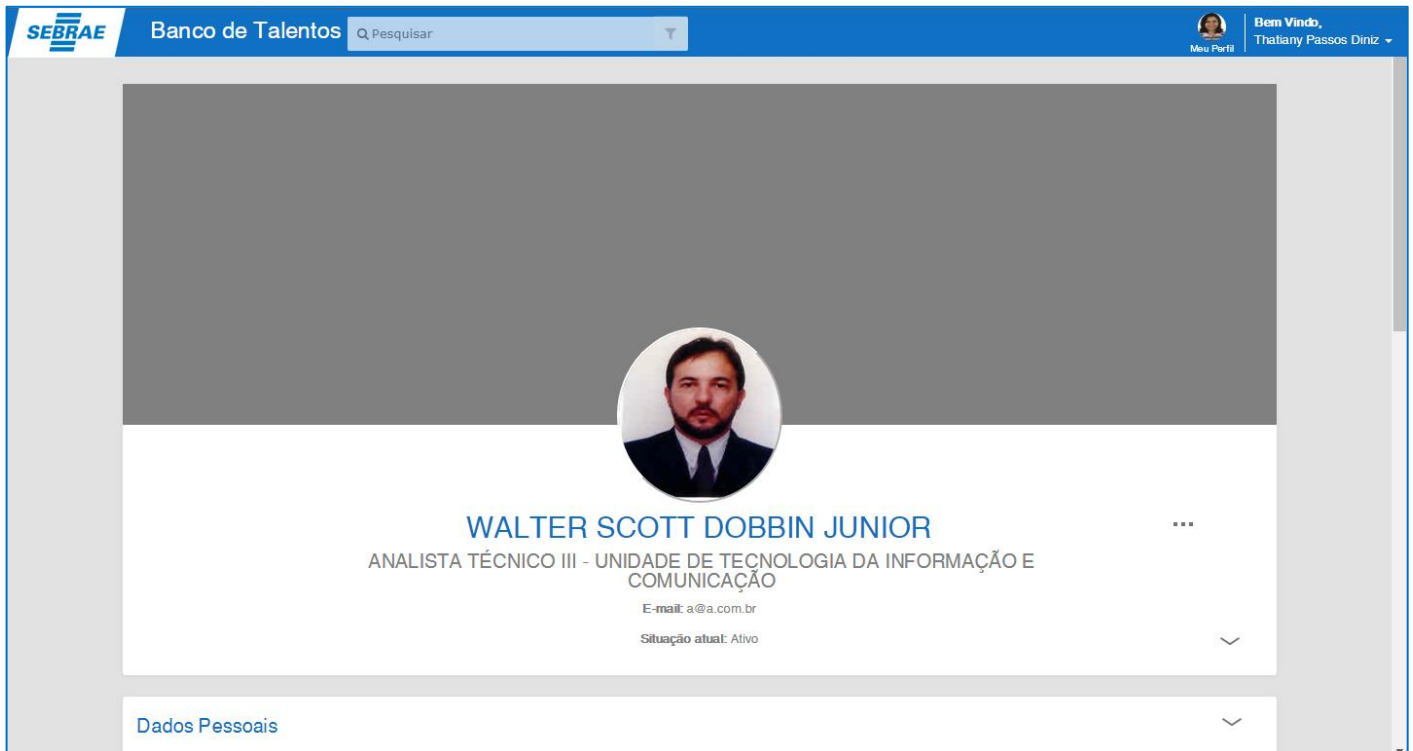 SEBRAE
Banco de Talentos
Pesquisar
Meu Perfil
Bem Vindo,
Thatiany Passos Diniz
WALTER SCOTT DOBBIN JUNIOR
ANALISTA TÉCNICO III - UNIDADE DE TECNOLOGIA DA INFORMAÇÃO E
COMUNICAÇÃO
E-mail: a@a.com.br
Situação atual: Ativo
Dados Pessoais